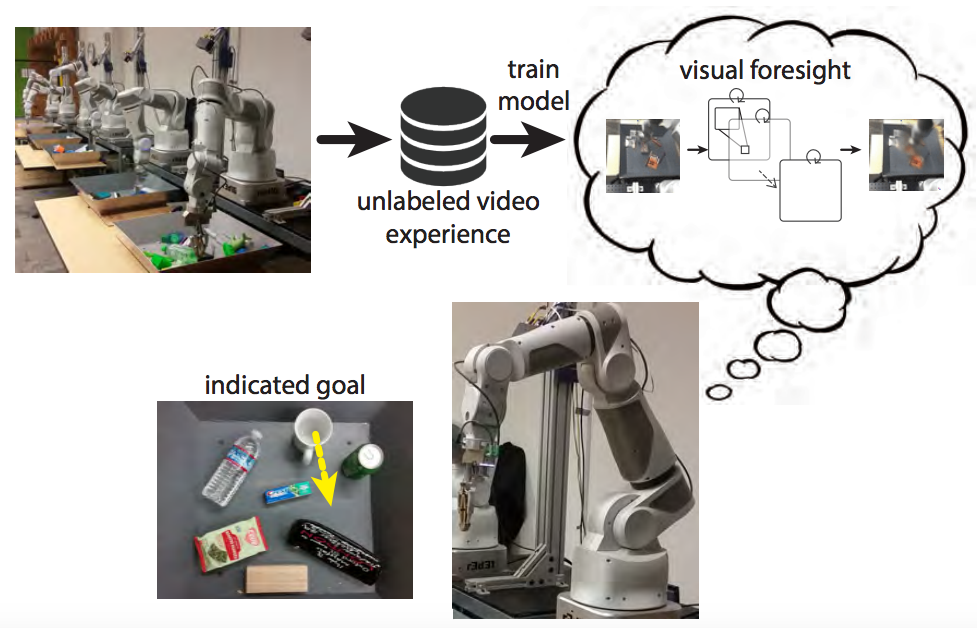 train
model
visual foresight
unlabeled video
experience
indicated goal